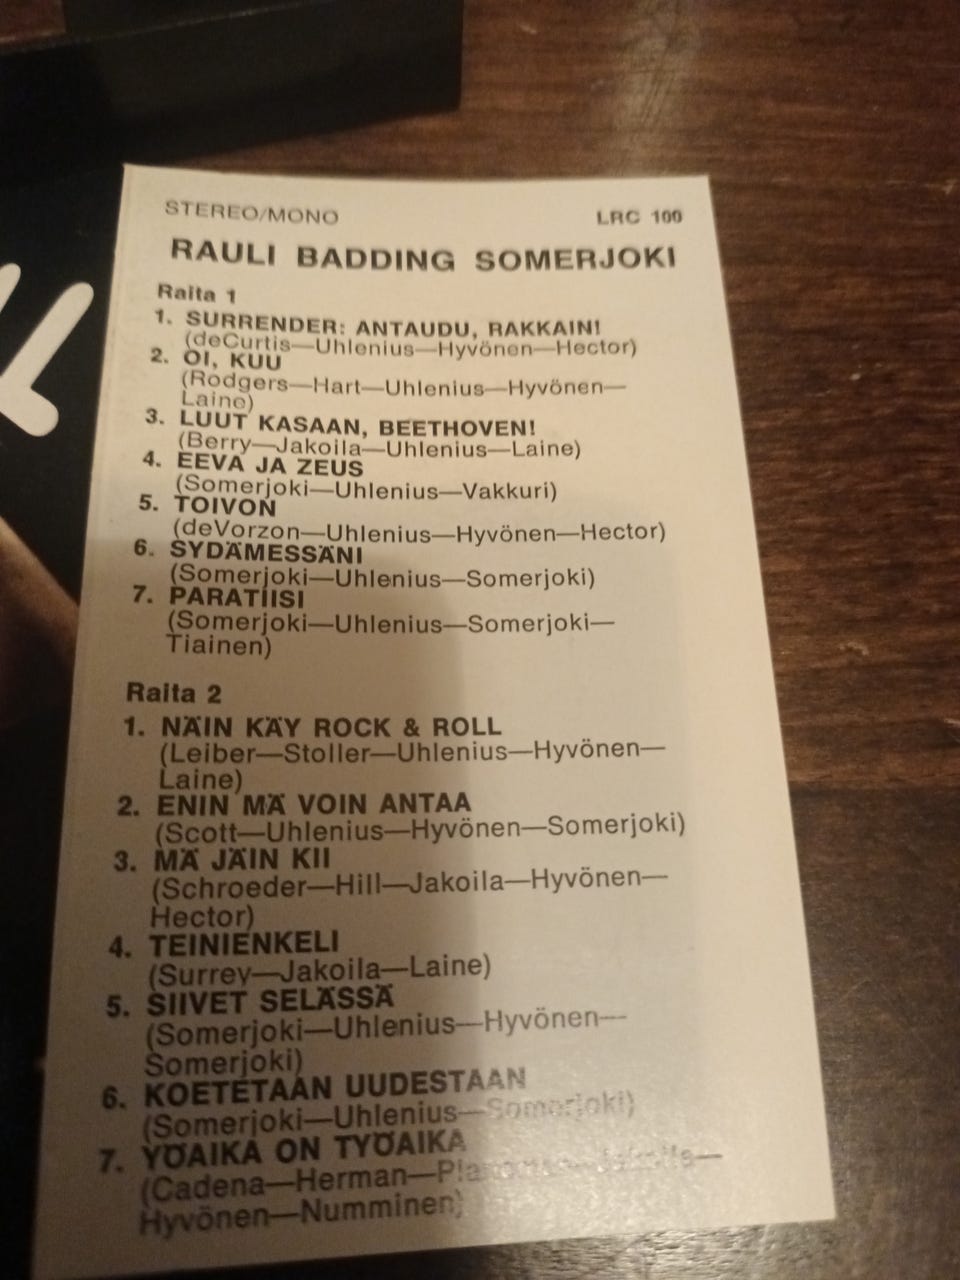 STEREO/MONO LRC 100
RAULI BADDING SOMERJOKI
Raita 1
1. SURRENDER: ANTAUDU, RAKKAIN!
(deCurtis—Uhlenius—Hyvönen—Hector)
2. OI, KUU
(Rodgers—Hart—Uhlenius—Hyvönen—
Laine)
3. LUUT KASAAN, BEETHOVEN!
(Berry—Jakoila—Uhlenius—Laine)
4. EEVA JA ZEUS
(Somerjoki—Uhlenius—Vakkuri)
5. TOIVON
(deVorzon—Uhlenius—Hyvönen—Hector)
6. SYDÄMESSÄNI
(Somerjoki—Uhlenius—Somerjoki)
7. PARATIISI
(Somerjoki—Uhlenius—Somerjoki—
Tiainen)
Raita 2
1. NÄIN KÄY ROCK & ROLL
(Leiber—Stoller—Uhlenius—Hyvönen—
Laine)
2. ENIN MÄ VOIN ANTAA
(Scott—Uhlenius—Hyvönen—Somerjoki)
3. MÄ JÄIN KII
(Schroeder—Hill—Jakoila—Hyvönen—
Hector)
4. TEINIENKELI
(Surrey—Jakoila—Laine)
5. SIIVET SELÄSSÄ
(Somerjoki—Uhlenius—Hyvönen—
Somerjoki)
6. KOETETAAN UUDESTAAN
(Somerjoki—Uhlenius—Somerjoki)
7. YÖAIKA ON TYÖAIKA
(Cadena—Herman—
Hyvönen—Numminen)